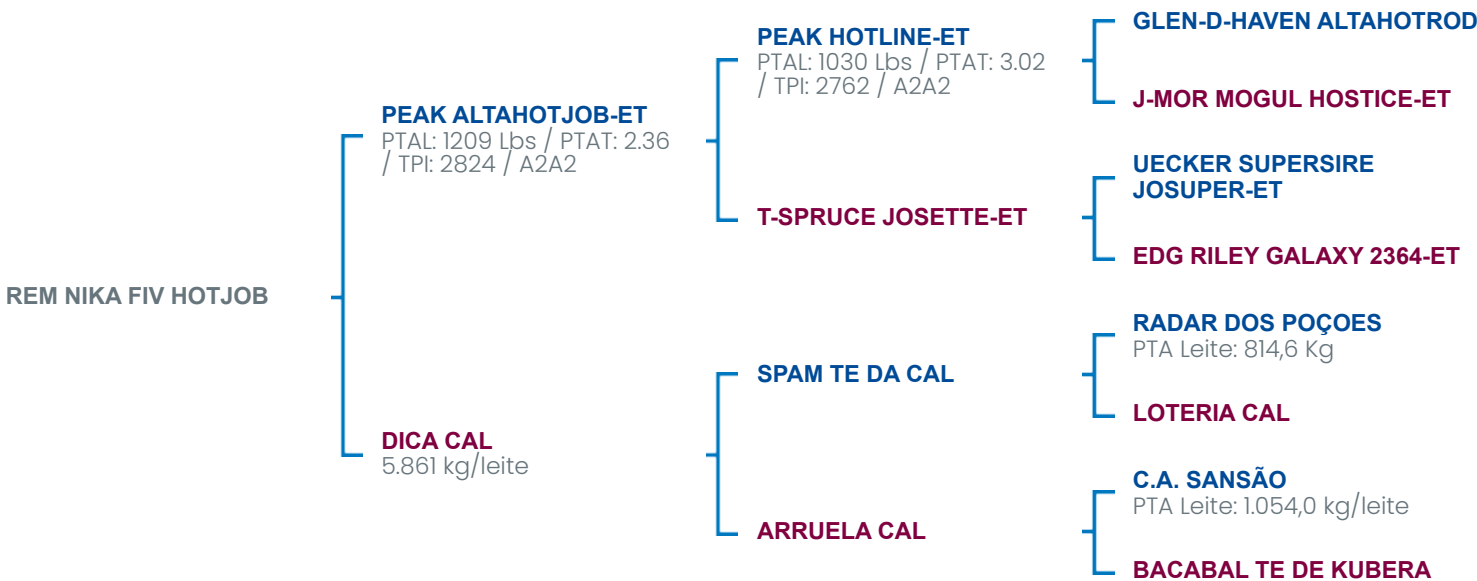 REM NIKA FIV HOTJOB
PEAK ALTAHOTJOB-ET
PTAL: 1209 Lbs / PTAT: 2.36
/ TPI: 2824 / A2A2
DICA CAL
5.861 kg/leite
PEAK HOTLINE-ET
PTAL: 1030 Lbs / PTAT: 3.02
/ TPI: 2762 / A2A2
T-SPRUCE JOSETTE-ET
SPAM TE DA CAL
ARRUELA CAL
GLEN-D-HAVEN ALTAHOTROD
J-MOR MOGUL HOSTICE-ET
UECKER SUPERSIRE
JOSUPER-ET
EDG RILEY GALAXY 2364-ET
RADAR DOS POÇOES
PTA Leite: 814,6 Kg
LOTERIA CAL
C.A. SANSÃO
PTA Leite: 1.054,0 kg/leite
BACABAL TE DE KUBERA